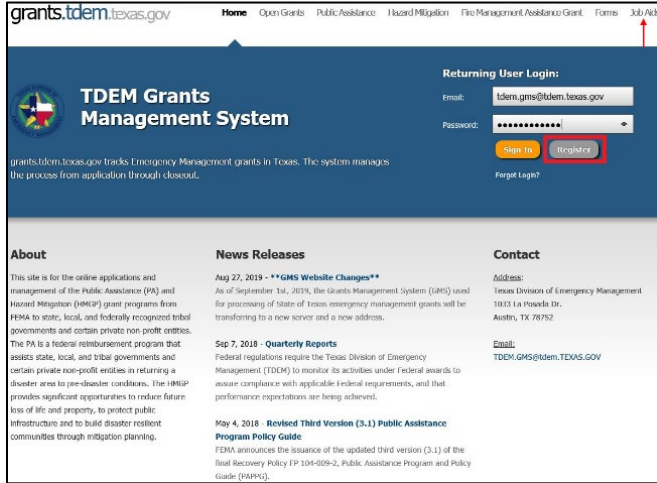 grants.tdem.texas.gov
Home Open Grants Public Assistance Hazard Mitigation Fire Management Assistance Grant Forms Job Aids
TDEM Grants
Management System
grants.tdem.texas.gov tracks Emergency Management grants in Texas. The system manages
the process from application through closeout.
Returning User Login:
Email: tdem.gms@tdem.texas.gov
Password: ••••••••••••
Sign In Register
Forgot Login?
About
This site is for the online applications and
management of the Public Assistance (PA) and
Hazard Mitigation (HMGP) grant programs from
FEMA to state, local, and federally recognized tribal
governments and certain private non-profit entities.
The PA is a federal reimbursement program that
assists state, local, and tribal governments and
certain private non-profit entities in returning a
disaster area to pre-disaster conditions. The HMGP
provides significant opportunities to reduce future
loss of life and property, to protect public
infrastructure and to build disaster resilient
communities through mitigation planning.
News Releases
Aug 27, 2019 - **GMS Website Changes**
As of September 1st, 2019, the Grants Management System (GMS) used
for processing of State of Texas emergency management grants will be
transferring to a new server and a new address.
Sep 7, 2018 - Quarterly Reports
Federal regulations require the Texas Division of Emergency
Management (TDEM) to monitor its activities under Federal awards to
assure compliance with applicable Federal requirements, and that
performance expectations are being achieved.
May 4, 2018 - Revised Third Version (3.1) Public Assistance
Program Policy Guide
FEMA announces the issuance of the updated third version (3.1) of the
final Recovery Policy FP 104-009-2, Public Assistance Program and Policy
Guide (PAPPG).
Contact
Address:
Texas Division of Emergency Management
1033 La Posada Dr.
Austin, TX 78752
Email:
TDEM.GMS@tdem.TEXAS.GOV